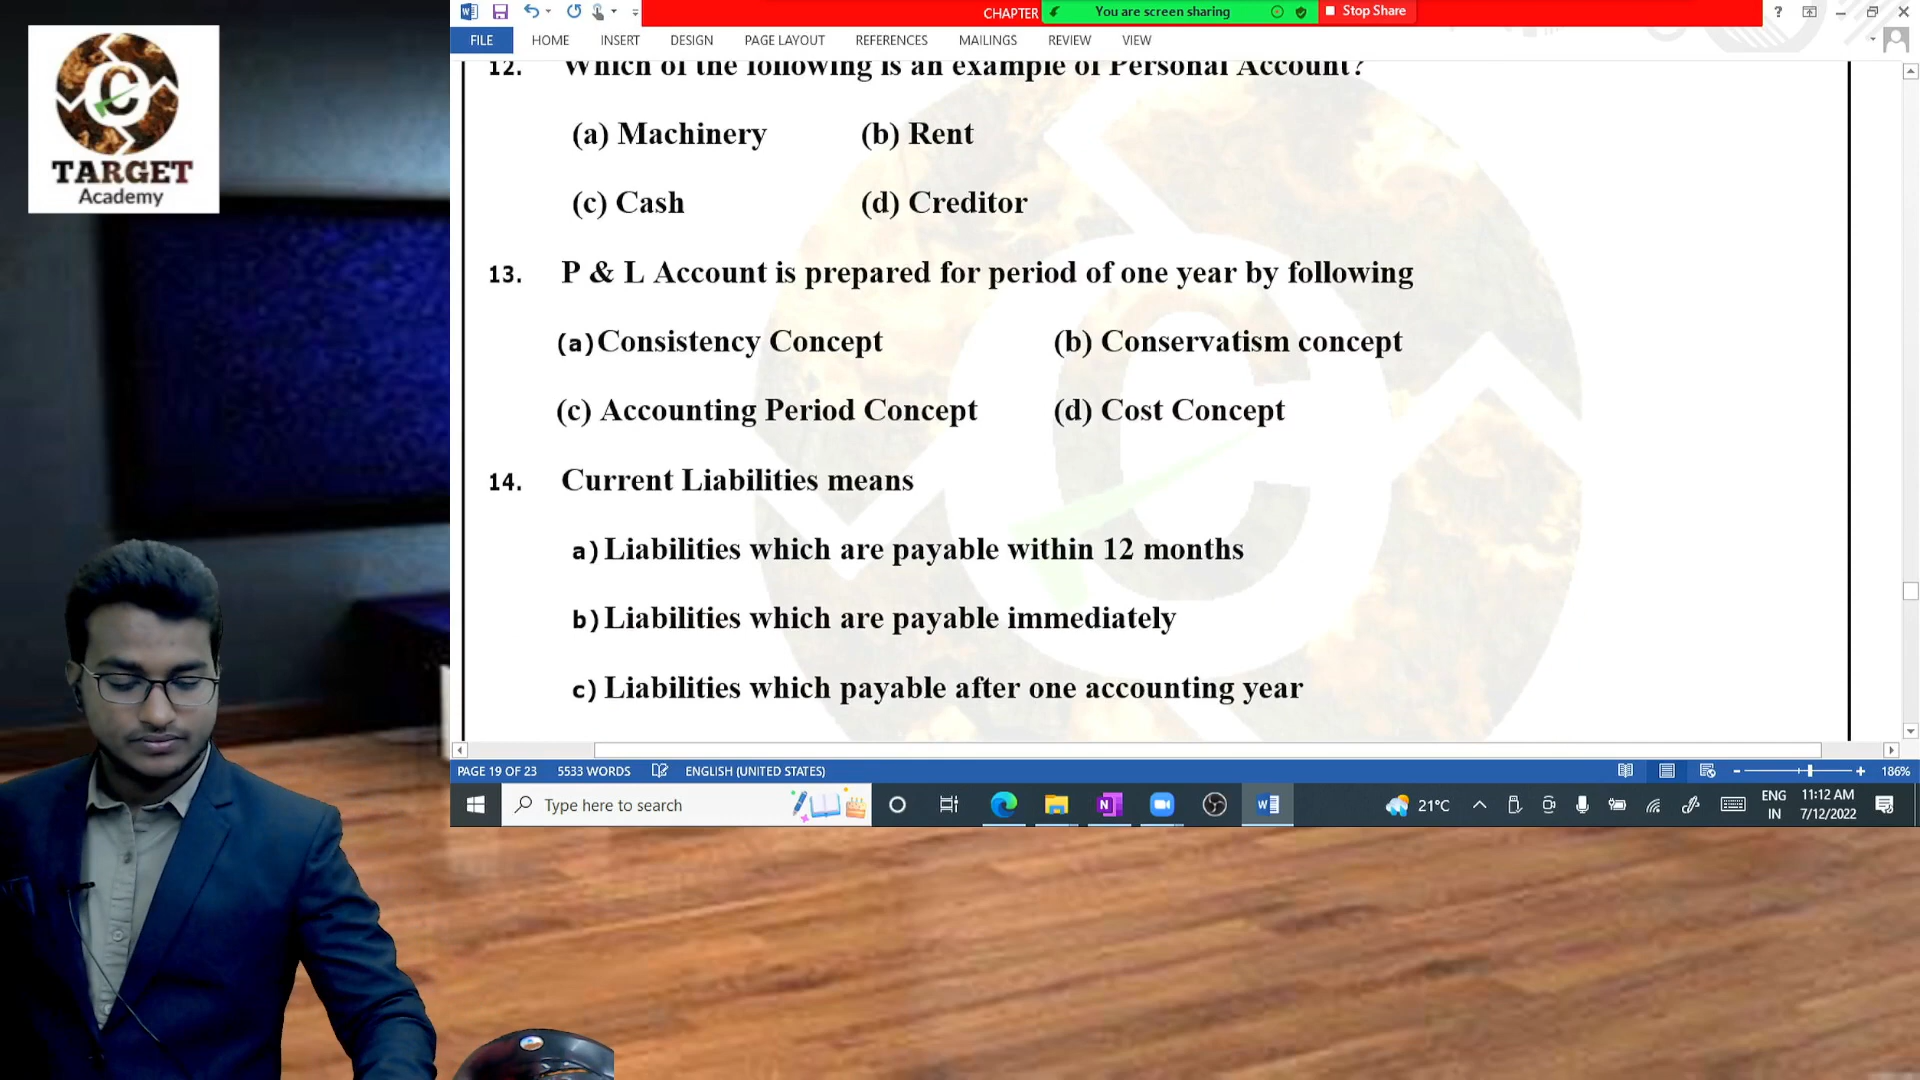 CHAPTER
You are screen sharing
Stop Share
?
FILE
HOME
INSERT
DESIGN
PAGE LAYOUT
REFERENCES
MAILINGS
REVIEW
VIEW
C
TARGET
Academy
12. Which of the following is an example of Personal Account?
(a) Machinery (b) Rent
(c) Cash (d) Creditor
13. P & L Account is prepared for period of one year by following
(a)Consistency Concept (b) Conservatism concept
(c) Accounting Period Concept (d) Cost Concept
14. Current Liabilities means
a) Liabilities which are payable within 12 months
b) Liabilities which are payable immediately
c) Liabilities which payable after one accounting year
PAGE 19 OF 23 5533 WORDS ENGLISH (UNITED STATES) 186%
Type here to search
21°C
ENG
IN
11:12 AM
7/12/2022